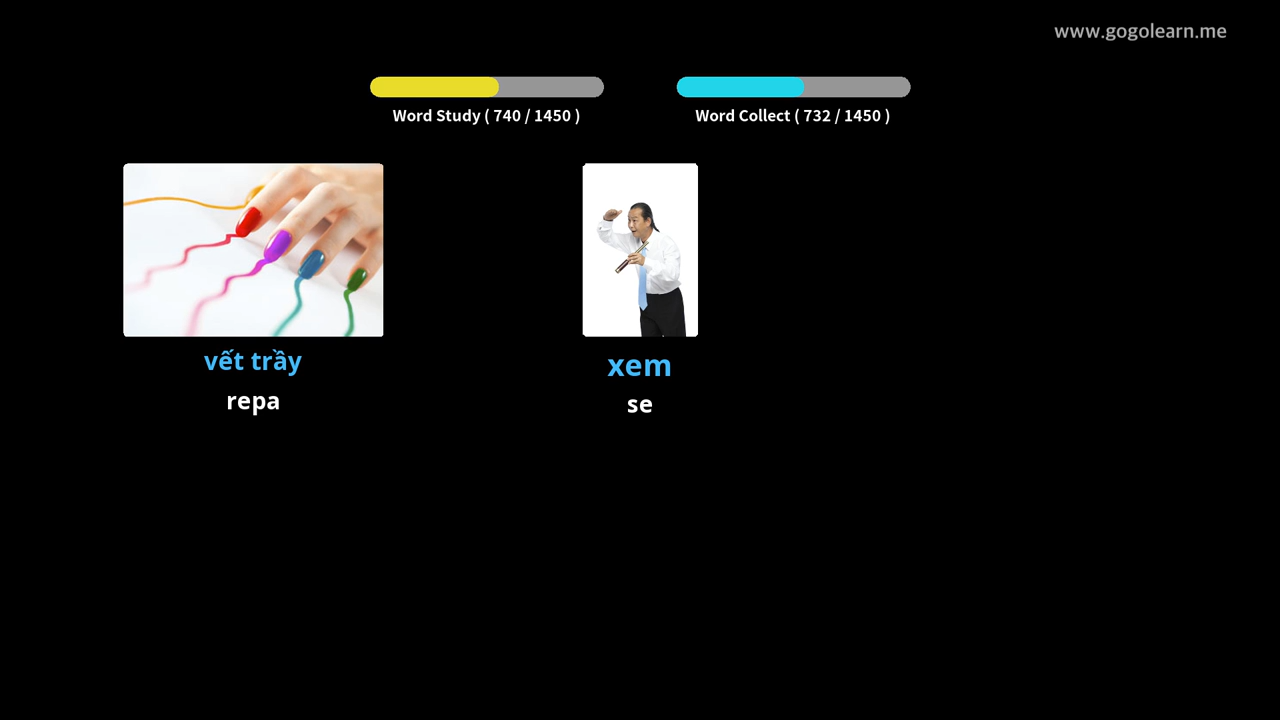 www.gogolearn.me
Word Study ( 740 / 1450 )
Word Collect ( 732 / 1450 )
vết trầy
xem
repa
se